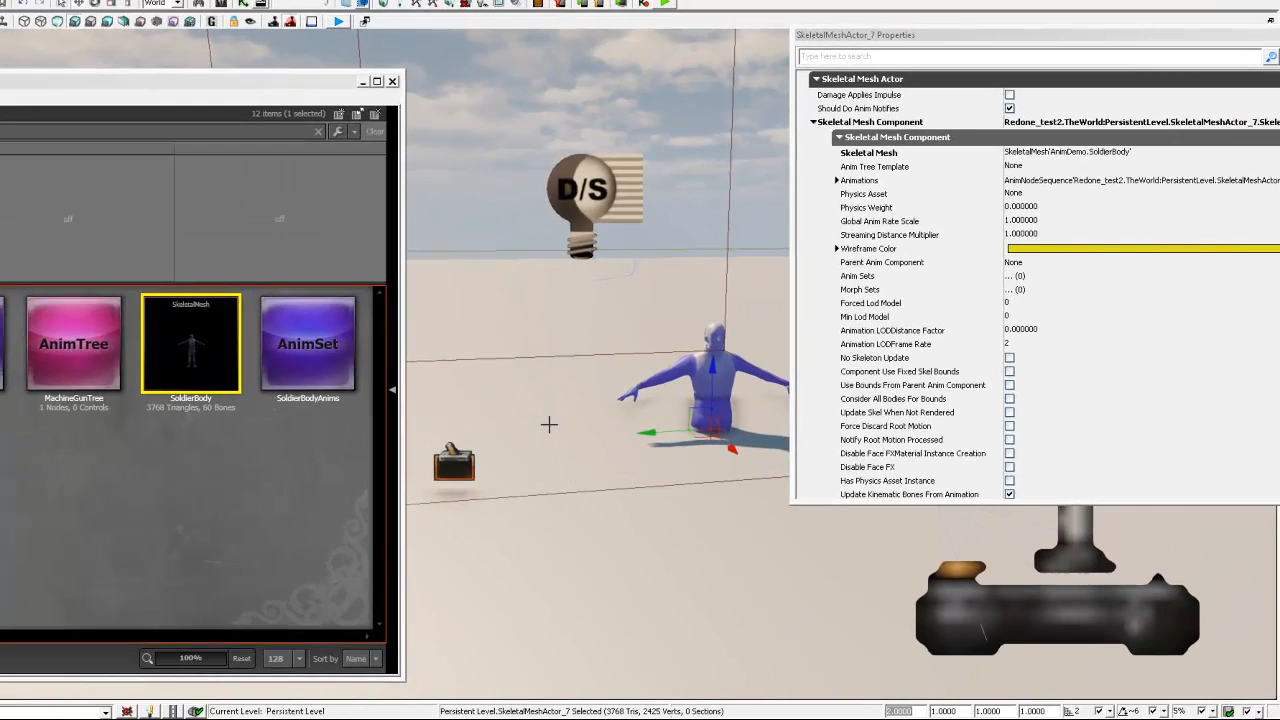 World
G
SkeletalMeshActor_7 Properties
Type here to search
12 items (1 selected)
Clear
off
off
SkeletalMesh
AnimTree
AnimSet
MachineGunTree
SoldierBody
SoldierBodyAnims
1 Nodes, 0 Controls
3768 Triangles, 60 Bones
100%
Reset
128
Sort by
Name
D/S
Skeletal Mesh Actor
Damage Applies Impulse
Should Do Anim Notifies
Skeletal Mesh Component Redone_test2.TheWorld:PersistentLevel.SkeletalMeshActor_7.Skele
Skeletal Mesh Component
Skeletal Mesh SkeletalMesh'AnimDemo.SoldierBody'
Anim Tree Template None
Animations AnimNodeSequence'Redone_test2.TheWorld:PersistentLevel.SkeletalMeshActor
Physics Asset None
Physics Weight 0.000000
Global Anim Rate Scale 1.000000
Streaming Distance Multiplier 1.000000
Wireframe Color
Parent Anim Component None
Anim Sets ... (0)
Morph Sets ... (0)
Forced Lod Model 0
Min Lod Model 0
Animation LODDistance Factor 0.000000
Animation LODFrame Rate 2
No Skeleton Update
Component Use Fixed Skel Bounds
Use Bounds From Parent Anim Component
Consider All Bodies For Bounds
Update Skel When Not Rendered
Force Discard Root Motion
Notify Root Motion Processed
Disable Face FXMaterial Instance Creation
Disable Face FX
Has Physics Asset Instance
Update Kinematic Bones From Animation
Current Level: Persistent Level
Persistent Level.SkeletalMeshActor_7 Selected (3768 Tris, 2425 Verts, 0 Sections)
2.0000
1.0000
1.0000
1.0000
2
~6
5%